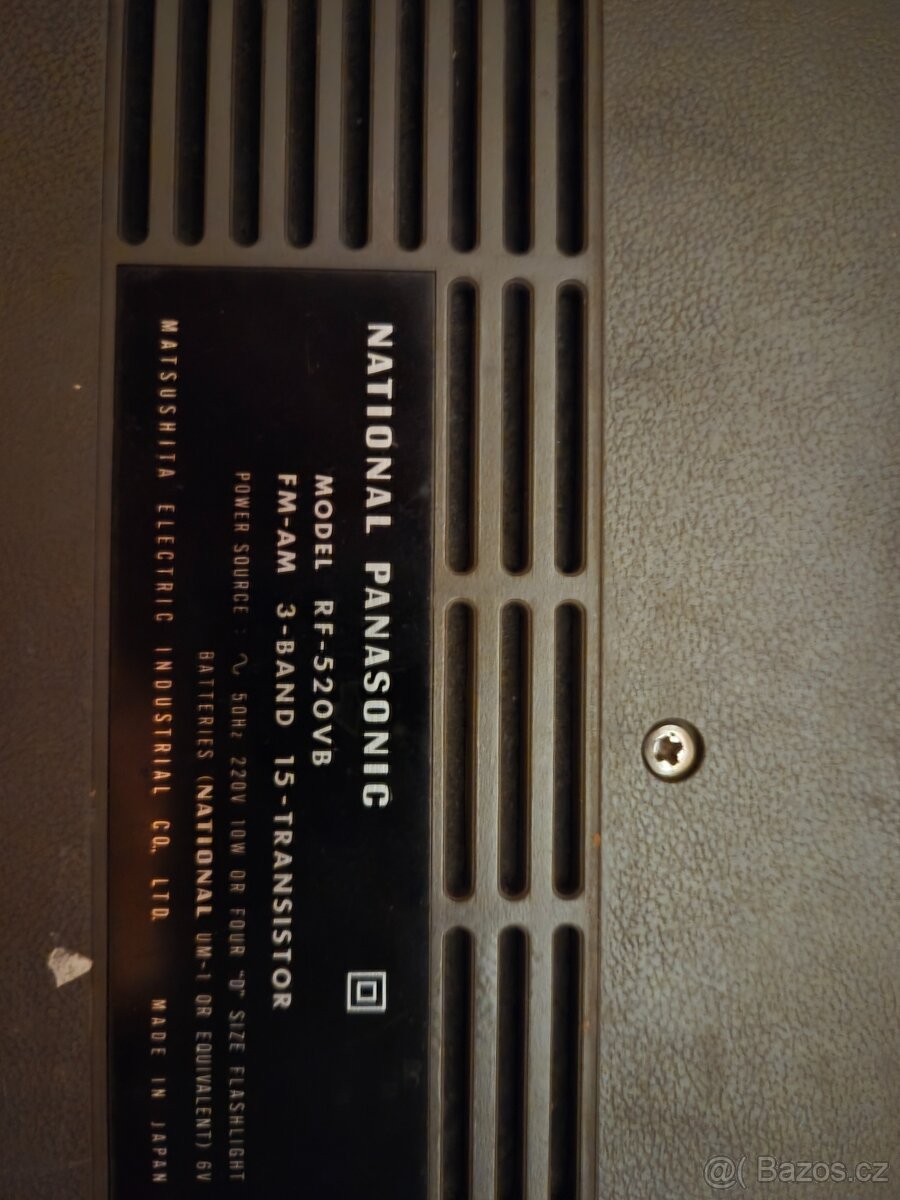 NATIONAL PANASONIC
MODEL RF-520VB
FM-AM 3-BAND 15-TRANSISTOR
POWER SOURCE : ∿ 50Hz 220V 10W OR FOUR "D" SIZE FLASHLIGHT
BATTERIES (NATIONAL UM-1 OR EQUIVALENT) 6V
MATSUSHITA ELECTRIC INDUSTRIAL CO., LTD. MADE IN JAPAN
@( Bazos.cz